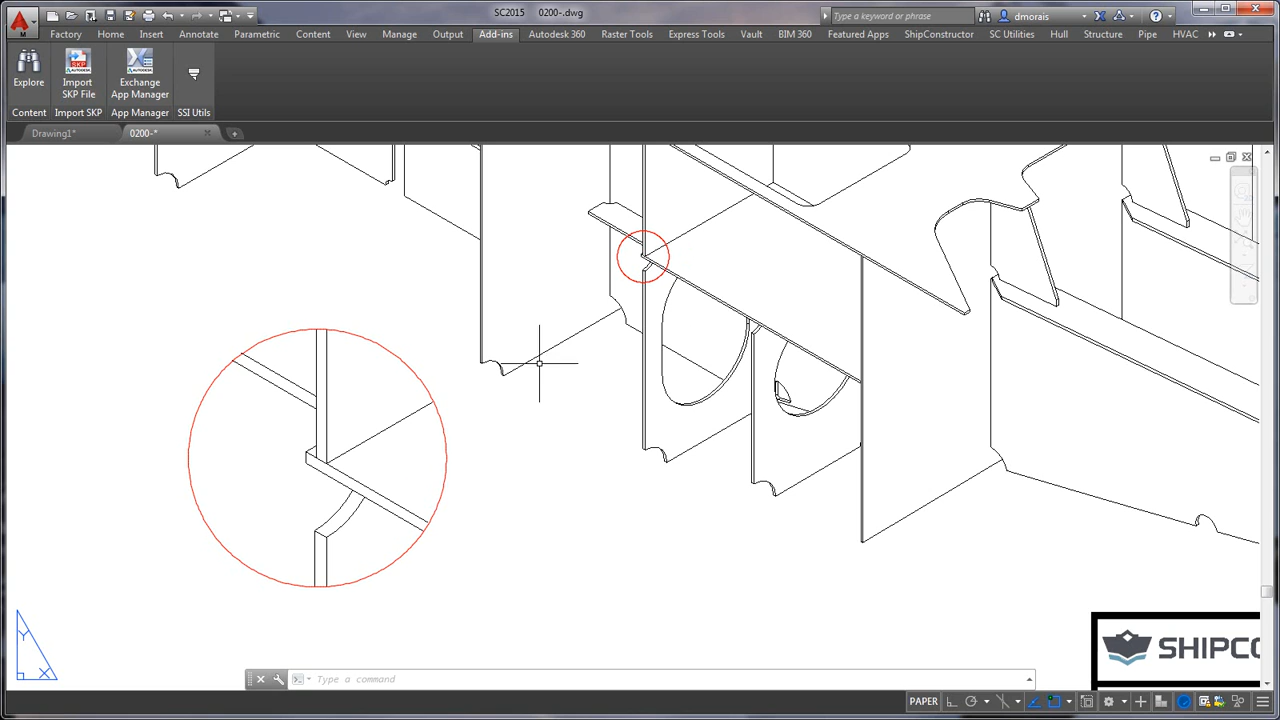 SC2015 0200-.dwg
Type a keyword or phrase
dmorais
Factory Home Insert Annotate Parametric Content View Manage Output Add-ins Autodesk 360 Raster Tools Express Tools Vault BIM 360 Featured Apps ShipConstructor SC Utilities Hull Structure Pipe HVAC
Explore
Import
SKP File
Exchange
App Manager
Content Import SKP App Manager SSI Utils
Drawing1* 0200-*
Y
X
SHIPCO
Type a command
PAPER